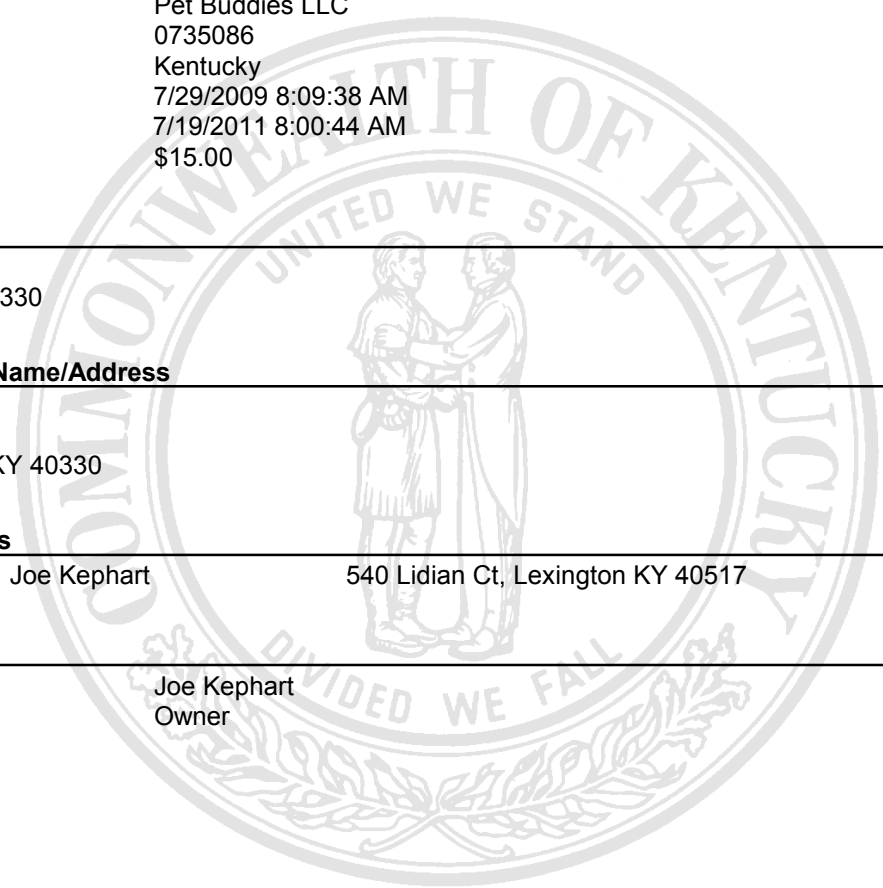 Pet Buddies LLC
0735086
Kentucky
7/29/2009 8:09:38 AM
7/19/2011 8:00:44 AM
$15.00
330
Name/Address
KY 40330
s
Joe Kephart 540 Lidian Ct, Lexington KY 40517
Joe Kephart
Owner
COMMONWEALTH OF KENTUCKY
UNITED WE STAND
DIVIDED WE FALL